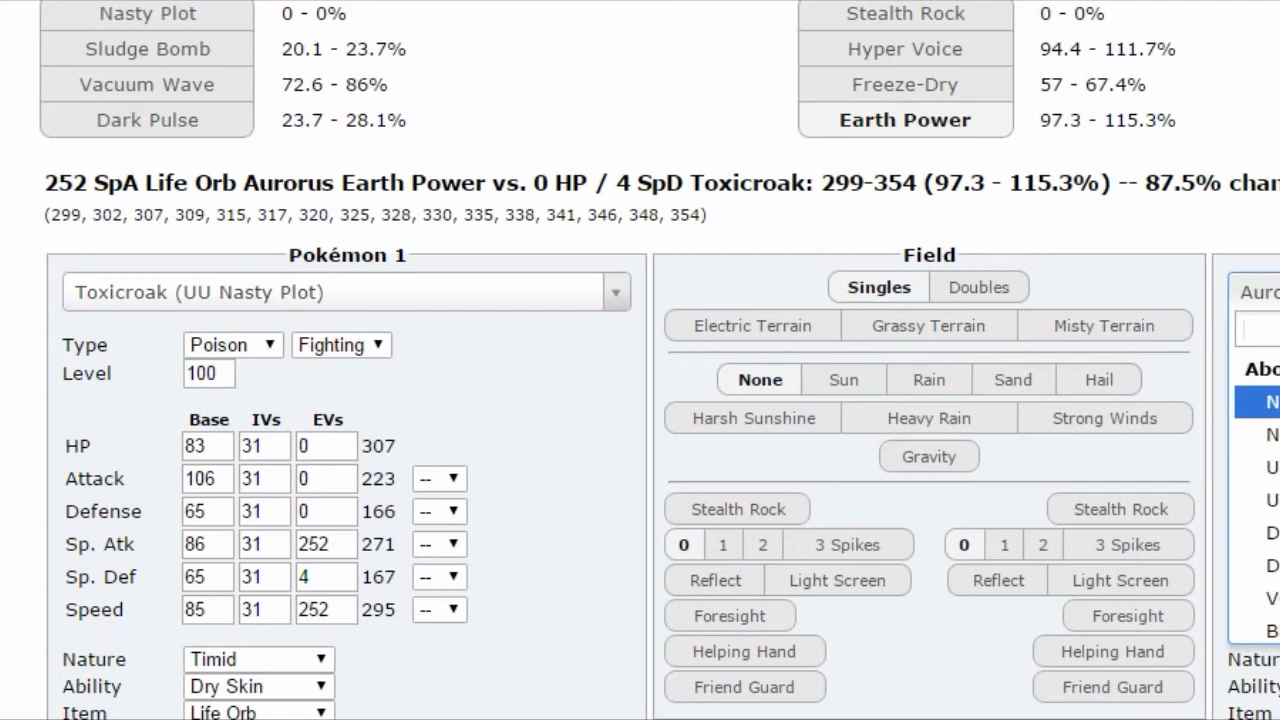 Nasty Plot 0 - 0% Stealth Rock 0 - 0%
Sludge Bomb 20.1 - 23.7% Hyper Voice 94.4 - 111.7%
Vacuum Wave 72.6 - 86% Freeze-Dry 57 - 67.4%
Dark Pulse 23.7 - 28.1% Earth Power 97.3 - 115.3%
252 SpA Life Orb Aurorus Earth Power vs. 0 HP / 4 SpD Toxicroak: 299-354 (97.3 - 115.3%) -- 87.5% chan
(299, 302, 307, 309, 315, 317, 320, 325, 328, 330, 335, 338, 341, 346, 348, 354)
Pokémon 1 Field
Toxicroak (UU Nasty Plot) Singles Doubles Auro
Type Poison Fighting Electric Terrain Grassy Terrain Misty Terrain
Level 100 Abo
None Sun Rain Sand Hail N
Base IVs EVs Harsh Sunshine Heavy Rain Strong Winds N
HP 83 31 0 307 Gravity U
Attack 106 31 0 223 -- U
Defense 65 31 0 166 -- Stealth Rock Stealth Rock D
Sp. Atk 86 31 252 271 -- 0 1 2 3 Spikes 0 1 2 3 Spikes D
Sp. Def 65 31 4 167 -- Reflect Light Screen Reflect Light Screen V
Speed 85 31 252 295 -- Foresight Foresight B
Nature Timid Helping Hand Helping Hand Natur
Ability Dry Skin Friend Guard Friend Guard Ability
Item Life Orb Item